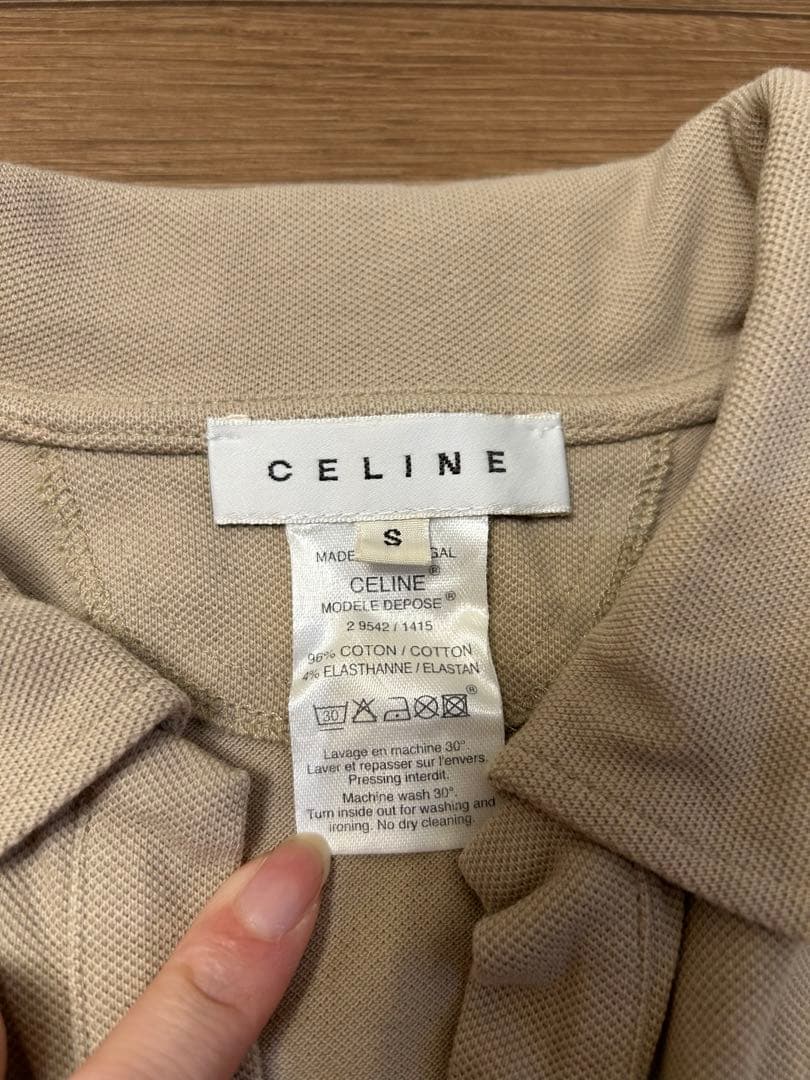 CELINE
S
MADE GAL
CELINE®
MODELE DEPOSE®
2 9542 / 1415
96% COTON / COTTON
4% ELASTHANNE / ELASTAN
30 ®
Lavage en machine 30°.
Laver et repasser sur l'envers.
Pressing interdit.
Machine wash 30°.
Turn inside out for washing and
ironing. No dry cleaning.